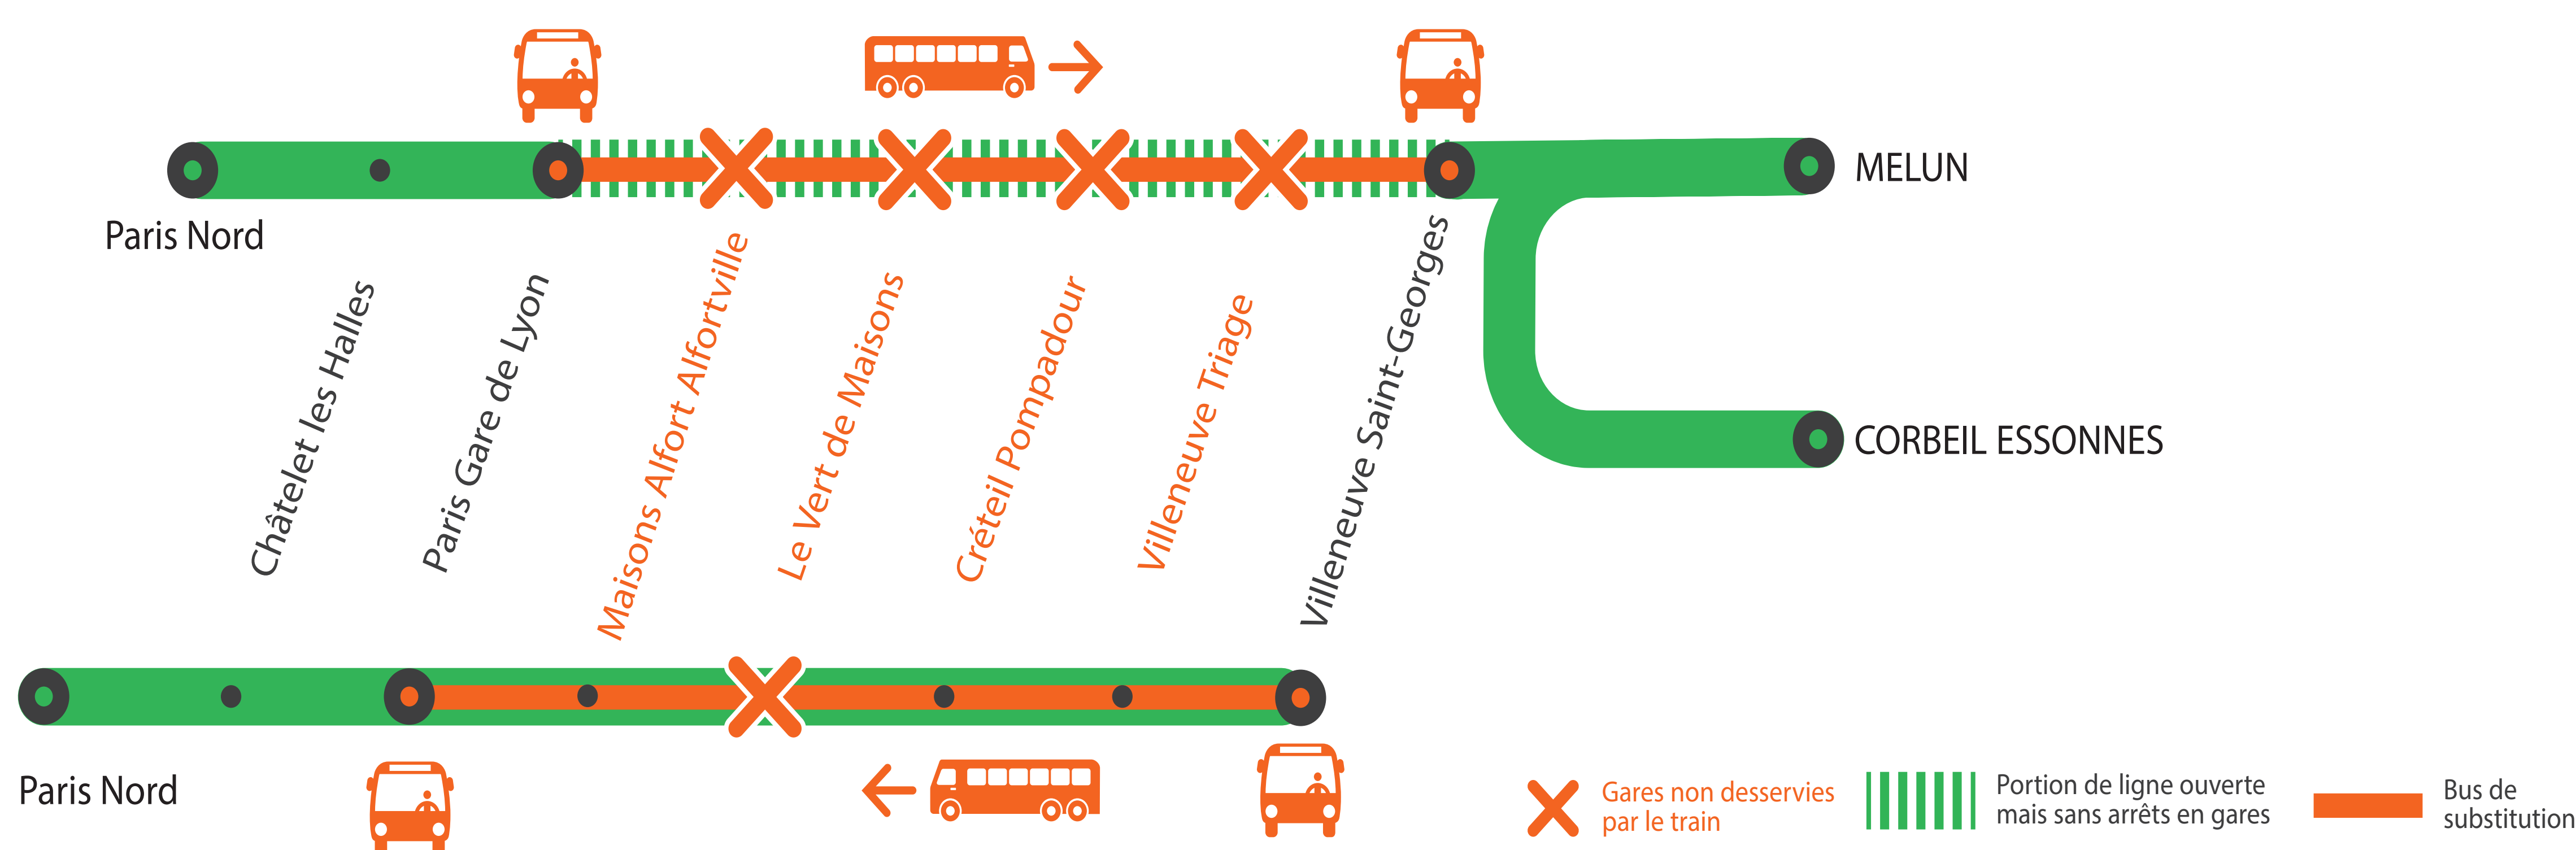 MELUN
Paris Nord
Châtelet les Halles
Paris Gare de Lyon
Maisons Alfort Alfortville
Le Vert de Maisons
Créteil Pompadour
Villeneuve Triage
Villeneuve Saint-Georges
CORBEIL ESSONNES
Paris Nord
Gares non desservies
par le train
Portion de ligne ouverte
mais sans arrêts en gares
Bus de
substitution